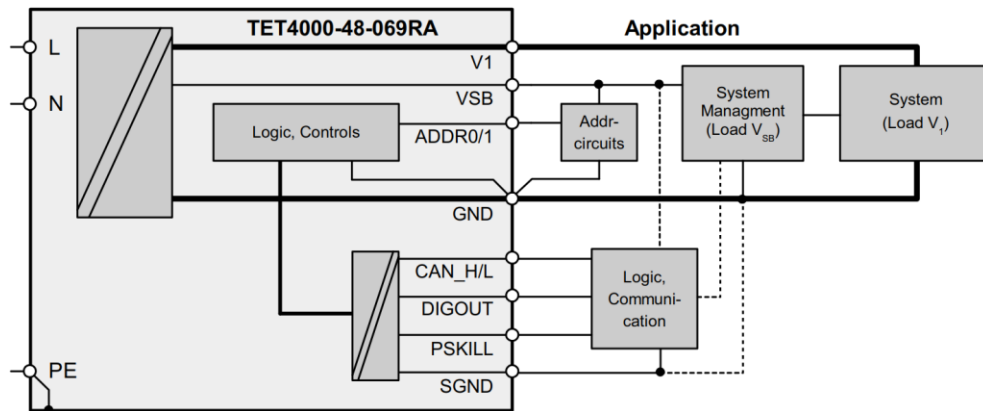 TET4000-48-069RA
Application
L
V1
N
VSB
Logic, Controls
ADDR0/1
Addr-
circuits
System
Managment
(Load VSB)
System
(Load V1)
GND
CAN_H/L
DIGOUT
PSKILL
SGND
Logic,
Communi-
cation
PE